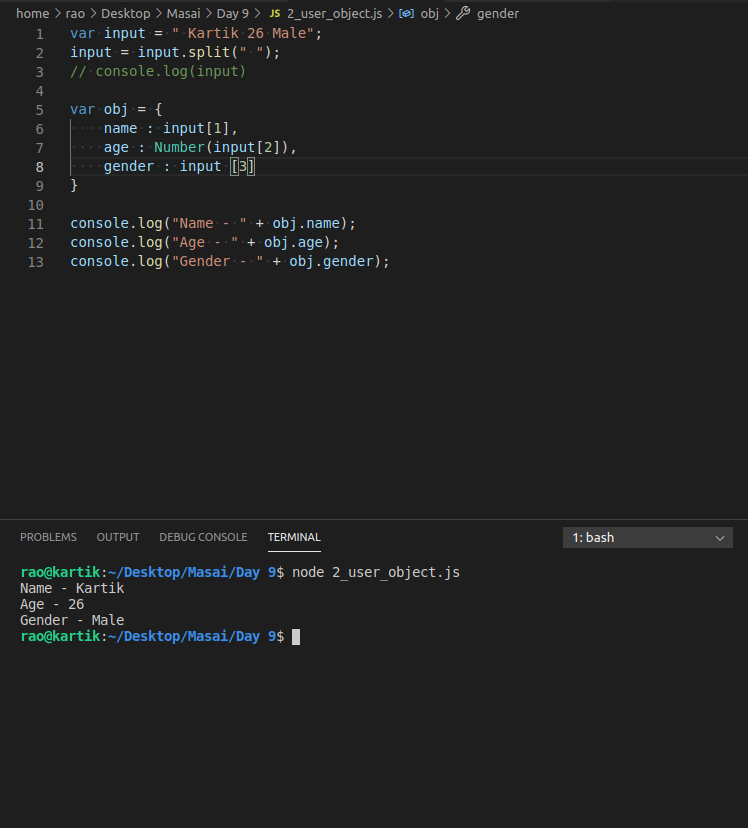 home > rao > Desktop > Masai > Day 9 > JS 2_user_object.js > obj > gender
1 var input = " Kartik 26 Male";
2 input = input.split(" ");
3 // console.log(input)
4
5 var obj = {
6     name : input[1],
7     age : Number(input[2]),
8     gender : input [3]
9 }
10
11 console.log("Name - " + obj.name);
12 console.log("Age - " + obj.age);
13 console.log("Gender - " + obj.gender);
PROBLEMS OUTPUT DEBUG CONSOLE TERMINAL 1: bash
rao@kartik:~/Desktop/Masai/Day 9$ node 2_user_object.js
Name - Kartik
Age - 26
Gender - Male
rao@kartik:~/Desktop/Masai/Day 9$